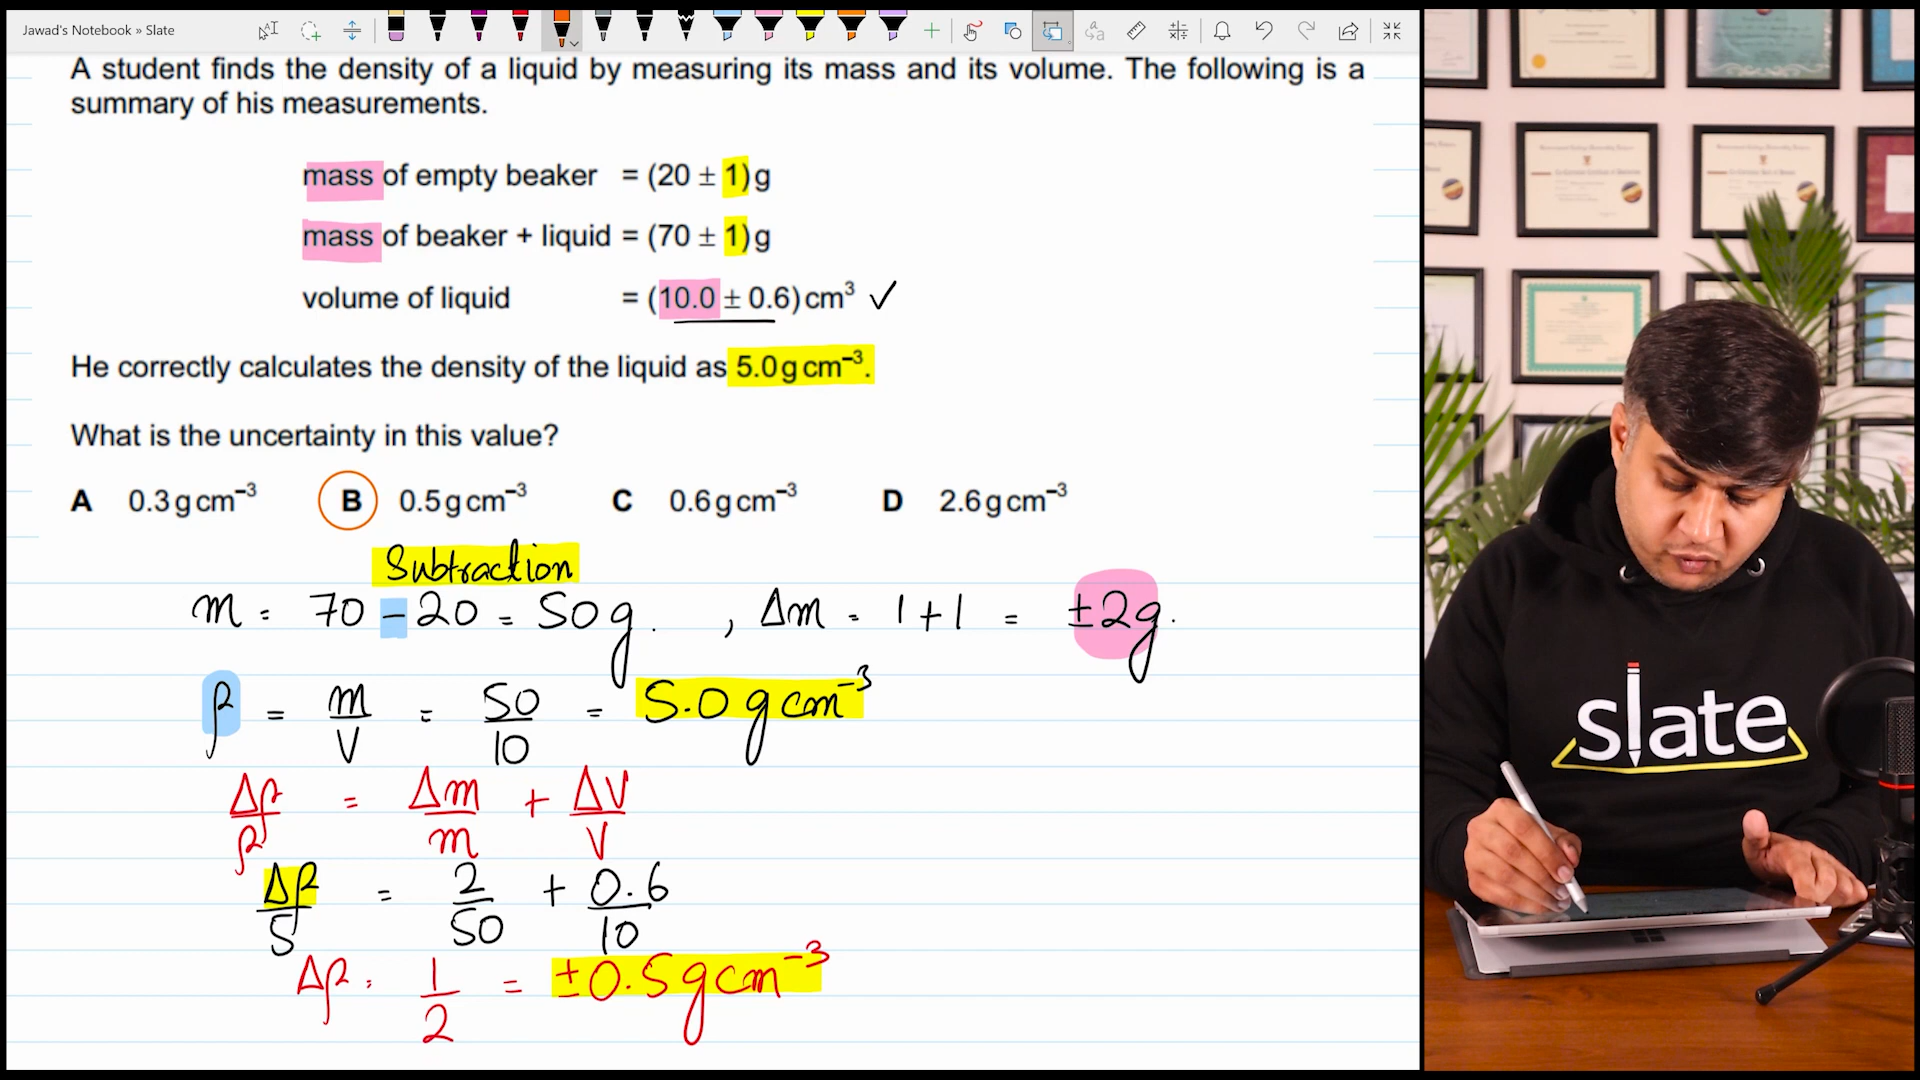 Jawad's Notebook » Slate
A student finds the density of a liquid by measuring its mass and its volume. The following is a
summary of his measurements.
mass of empty beaker = (20 ± 1) g
mass of beaker + liquid = (70 ± 1) g
volume of liquid = (10.0 ± 0.6) cm³ ✓
He correctly calculates the density of the liquid as 5.0 g cm⁻³.
What is the uncertainty in this value?
A 0.3 g cm⁻³ B 0.5 g cm⁻³ C 0.6 g cm⁻³ D 2.6 g cm⁻³
Subtraction
m = 70 - 20 = 50 g. , Δm = 1 + 1 = ±2g.
ρ = m/V = 50/10 = 5.0 g cm⁻³
Δρ/ρ = Δm/m + ΔV/V
Δρ/5 = 2/50 + 0.6/10
Δρ = 1/2 = ±0.5 g cm⁻³
slate